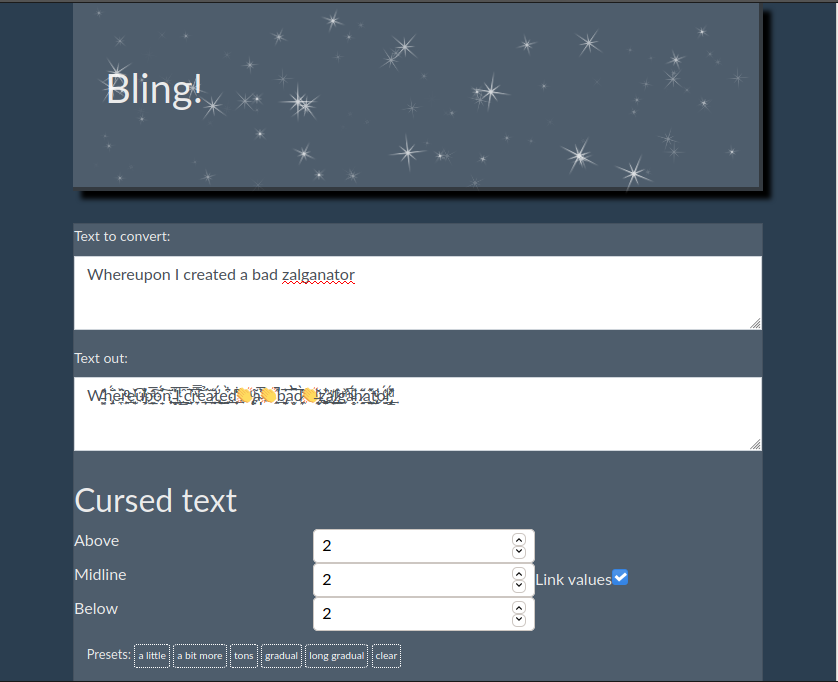 Bling!
Text to convert:
Whereupon I created a bad zalganator
Text out:
Whereupon I created👏a👏bad👏zalganator
Cursed text
Above 2
Midline 2 Link values
Below 2
Presets: a little a bit more tons gradual long gradual clear